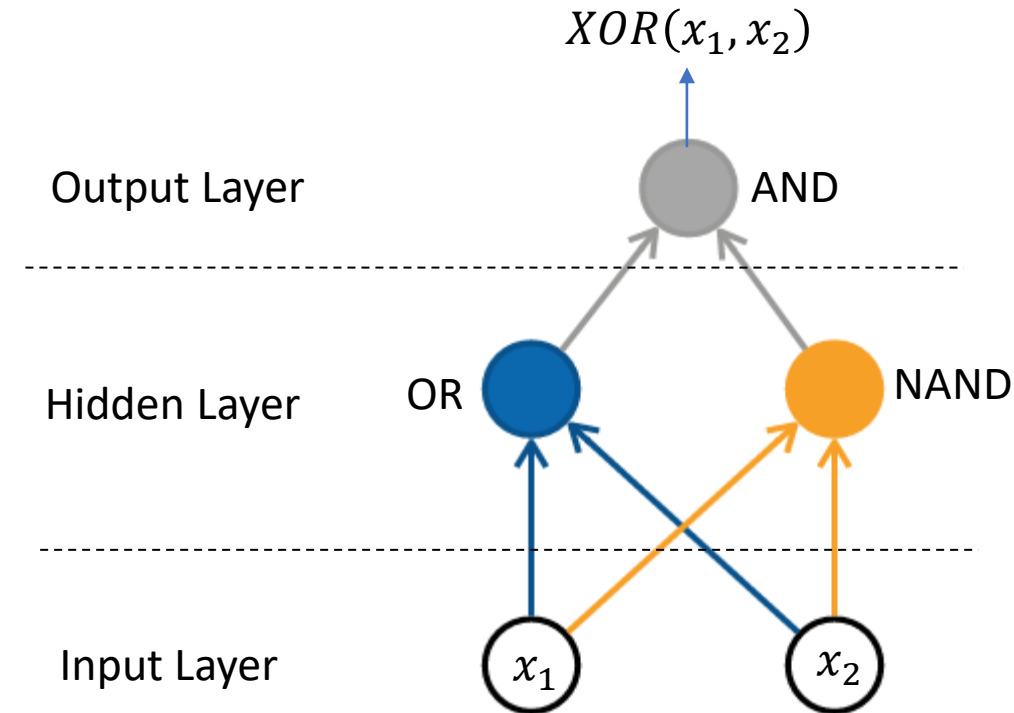 XOR(x₁, x₂)
Output Layer
AND
Hidden Layer
OR
NAND
Input Layer
x₁
x₂